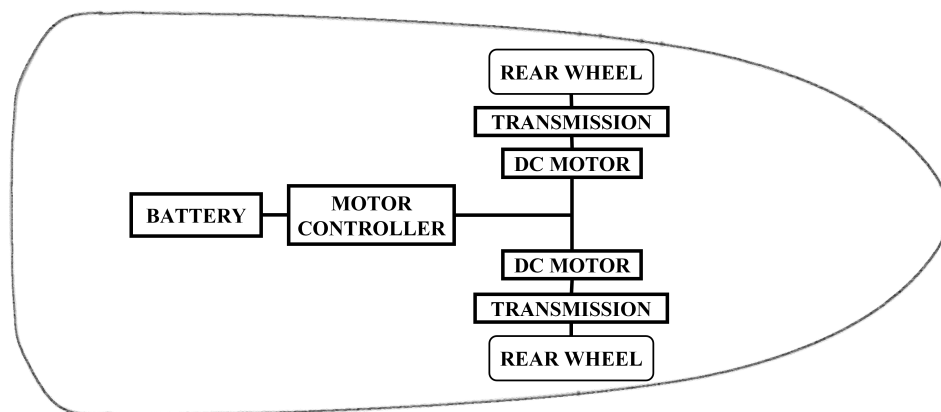 REAR WHEEL
TRANSMISSION
DC MOTOR
BATTERY
MOTOR
CONTROLLER
DC MOTOR
TRANSMISSION
REAR WHEEL